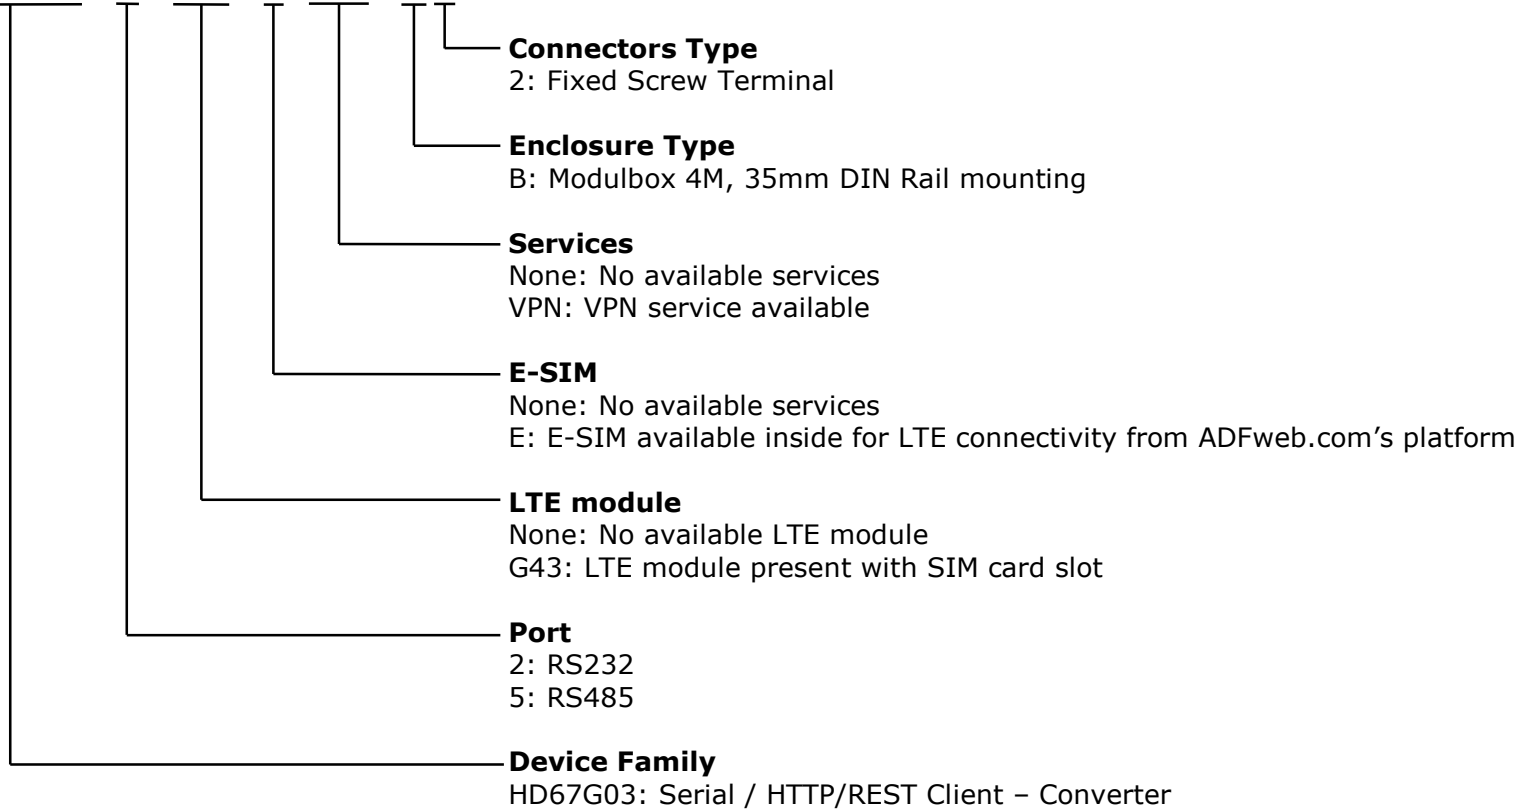 Connectors Type
2: Fixed Screw Terminal
Enclosure Type
B: Modulbox 4M, 35mm DIN Rail mounting
Services
None: No available services
VPN: VPN service available
E-SIM
None: No available services
E: E-SIM available inside for LTE connectivity from ADFweb.com’s platform
LTE module
None: No available LTE module
G43: LTE module present with SIM card slot
Port
2: RS232
5: RS485
Device Family
HD67G03: Serial / HTTP/REST Client – Converter